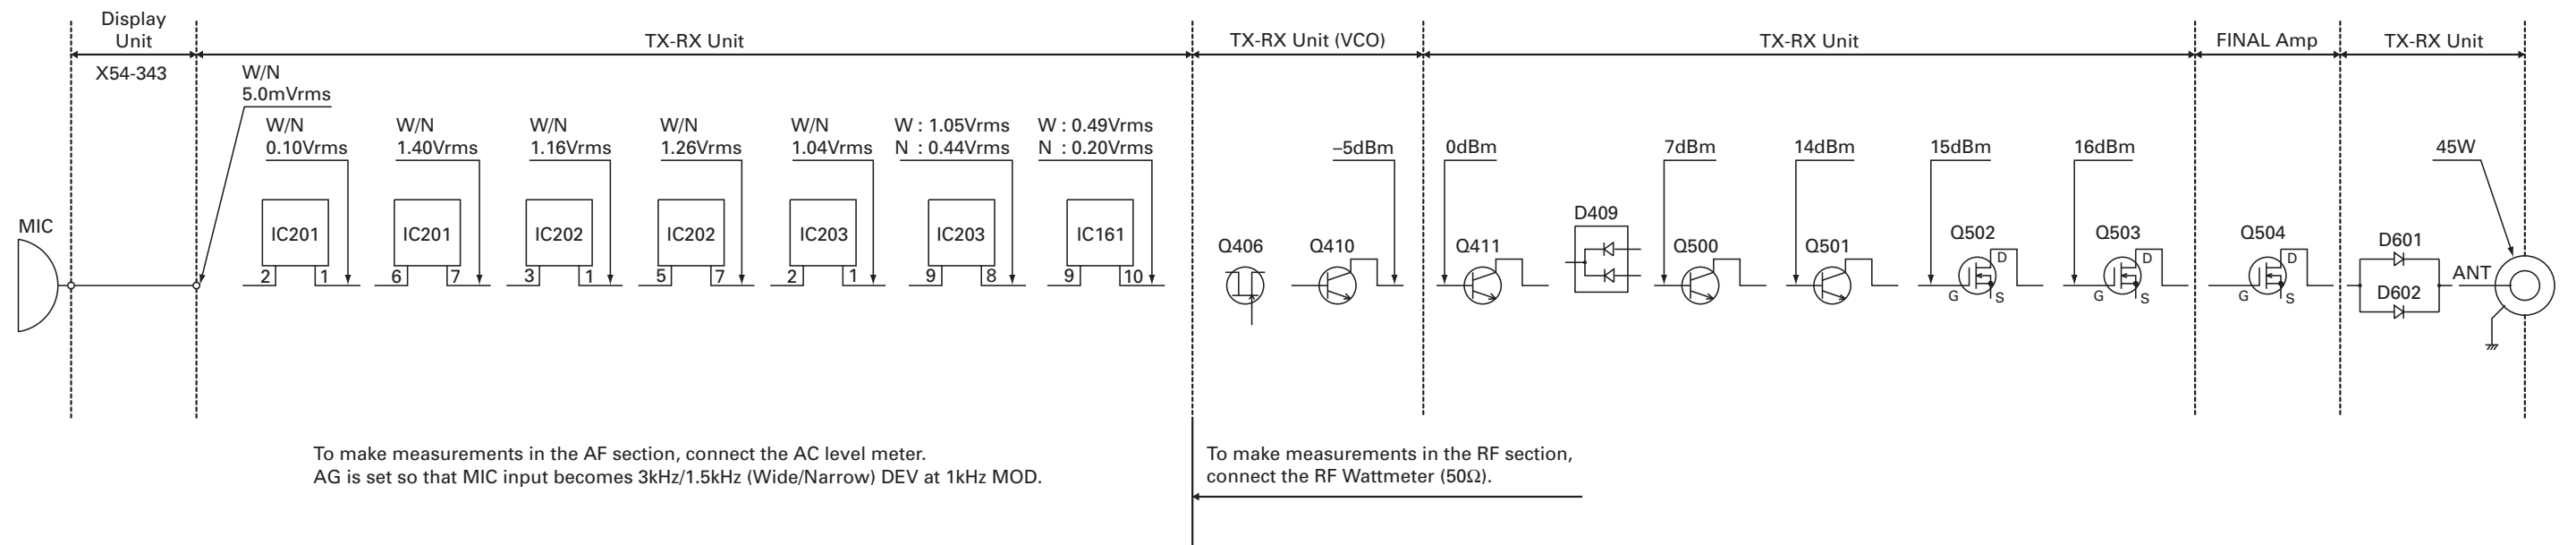 Display
Unit
TX-RX Unit
TX-RX Unit (VCO)
TX-RX Unit
FINAL Amp
TX-RX Unit
X54-343
W/N
5.0mVrms
W/N
0.10Vrms
W/N
1.40Vrms
W/N
1.16Vrms
W/N
1.26Vrms
W/N
1.04Vrms
W : 1.05Vrms
N : 0.44Vrms
W : 0.49Vrms
N : 0.20Vrms
–5dBm
0dBm
7dBm
14dBm
15dBm
16dBm
45W
MIC
IC201
2 1
IC201
6 7
IC202
3 1
IC202
5 7
IC203
2 1
IC203
9 8
IC161
9 10
Q406
Q410
Q411
D409
Q500
Q501
Q502
D
G
S
Q503
D
G
S
Q504
D
G
S
D601
D602
ANT
To make measurements in the AF section, connect the AC level meter.
AG is set so that MIC input becomes 3kHz/1.5kHz (Wide/Narrow) DEV at 1kHz MOD.
To make measurements in the RF section,
connect the RF Wattmeter (50Ω).